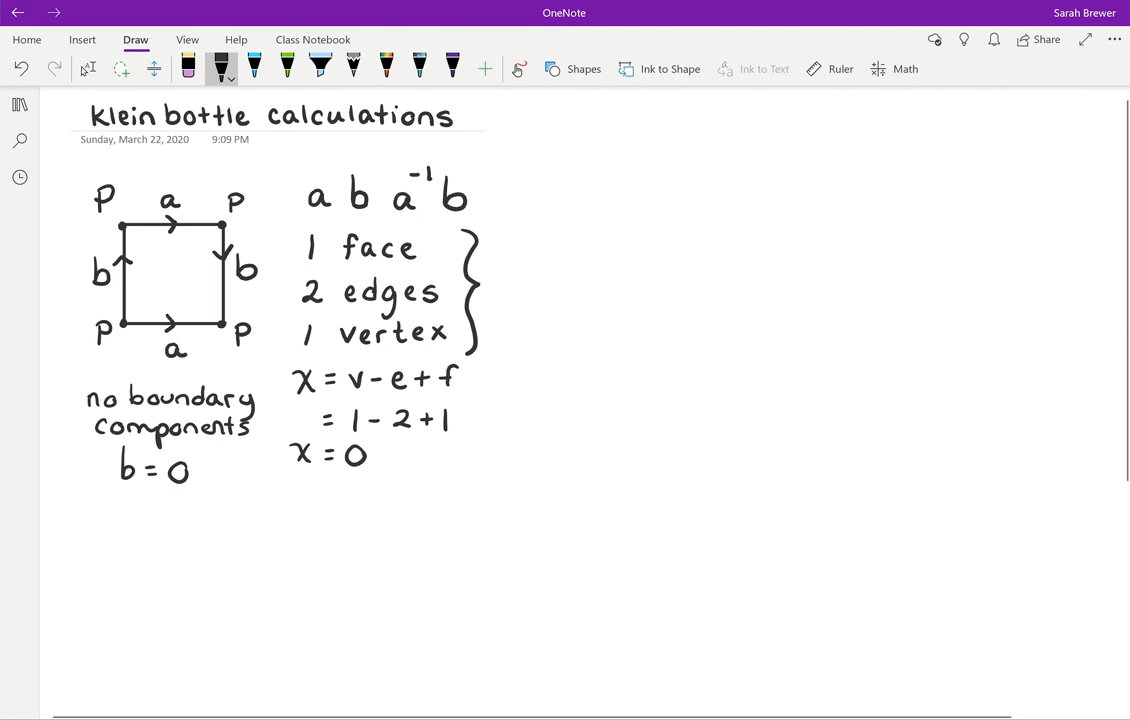 OneNote
Sarah Brewer
Home Insert Draw View Help Class Notebook
Share
Shapes Ink to Shape Ink to Text Ruler Math
Klein bottle calculations
Sunday, March 22, 2020 9:09 PM
P a P
b b
P a P
no boundary
components
b = 0
a b a⁻¹ b
1 face
2 edges
1 vertex
χ = v - e + f
= 1 - 2 + 1
χ = 0